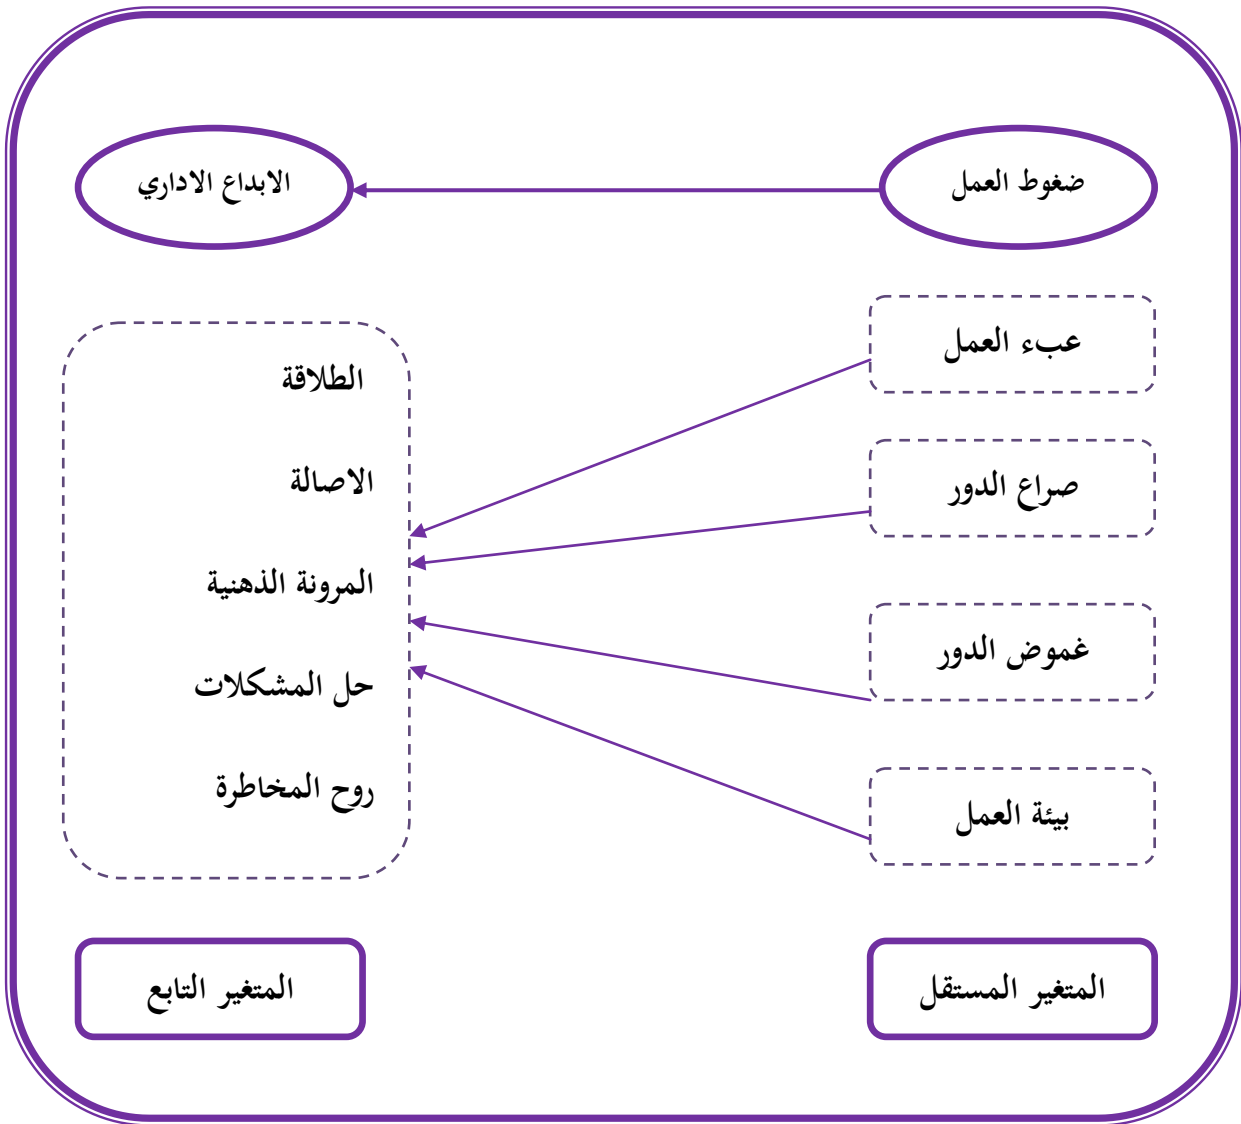 ضغوط العمل
الابداع الاداري
عبء العمل
صراع الدور
غموض الدور
بيئة العمل
الطلاقة
الاصالة
المرونة الذهنية
حل المشكلات
روح المخاطرة
المتغير المستقل
المتغير التابع